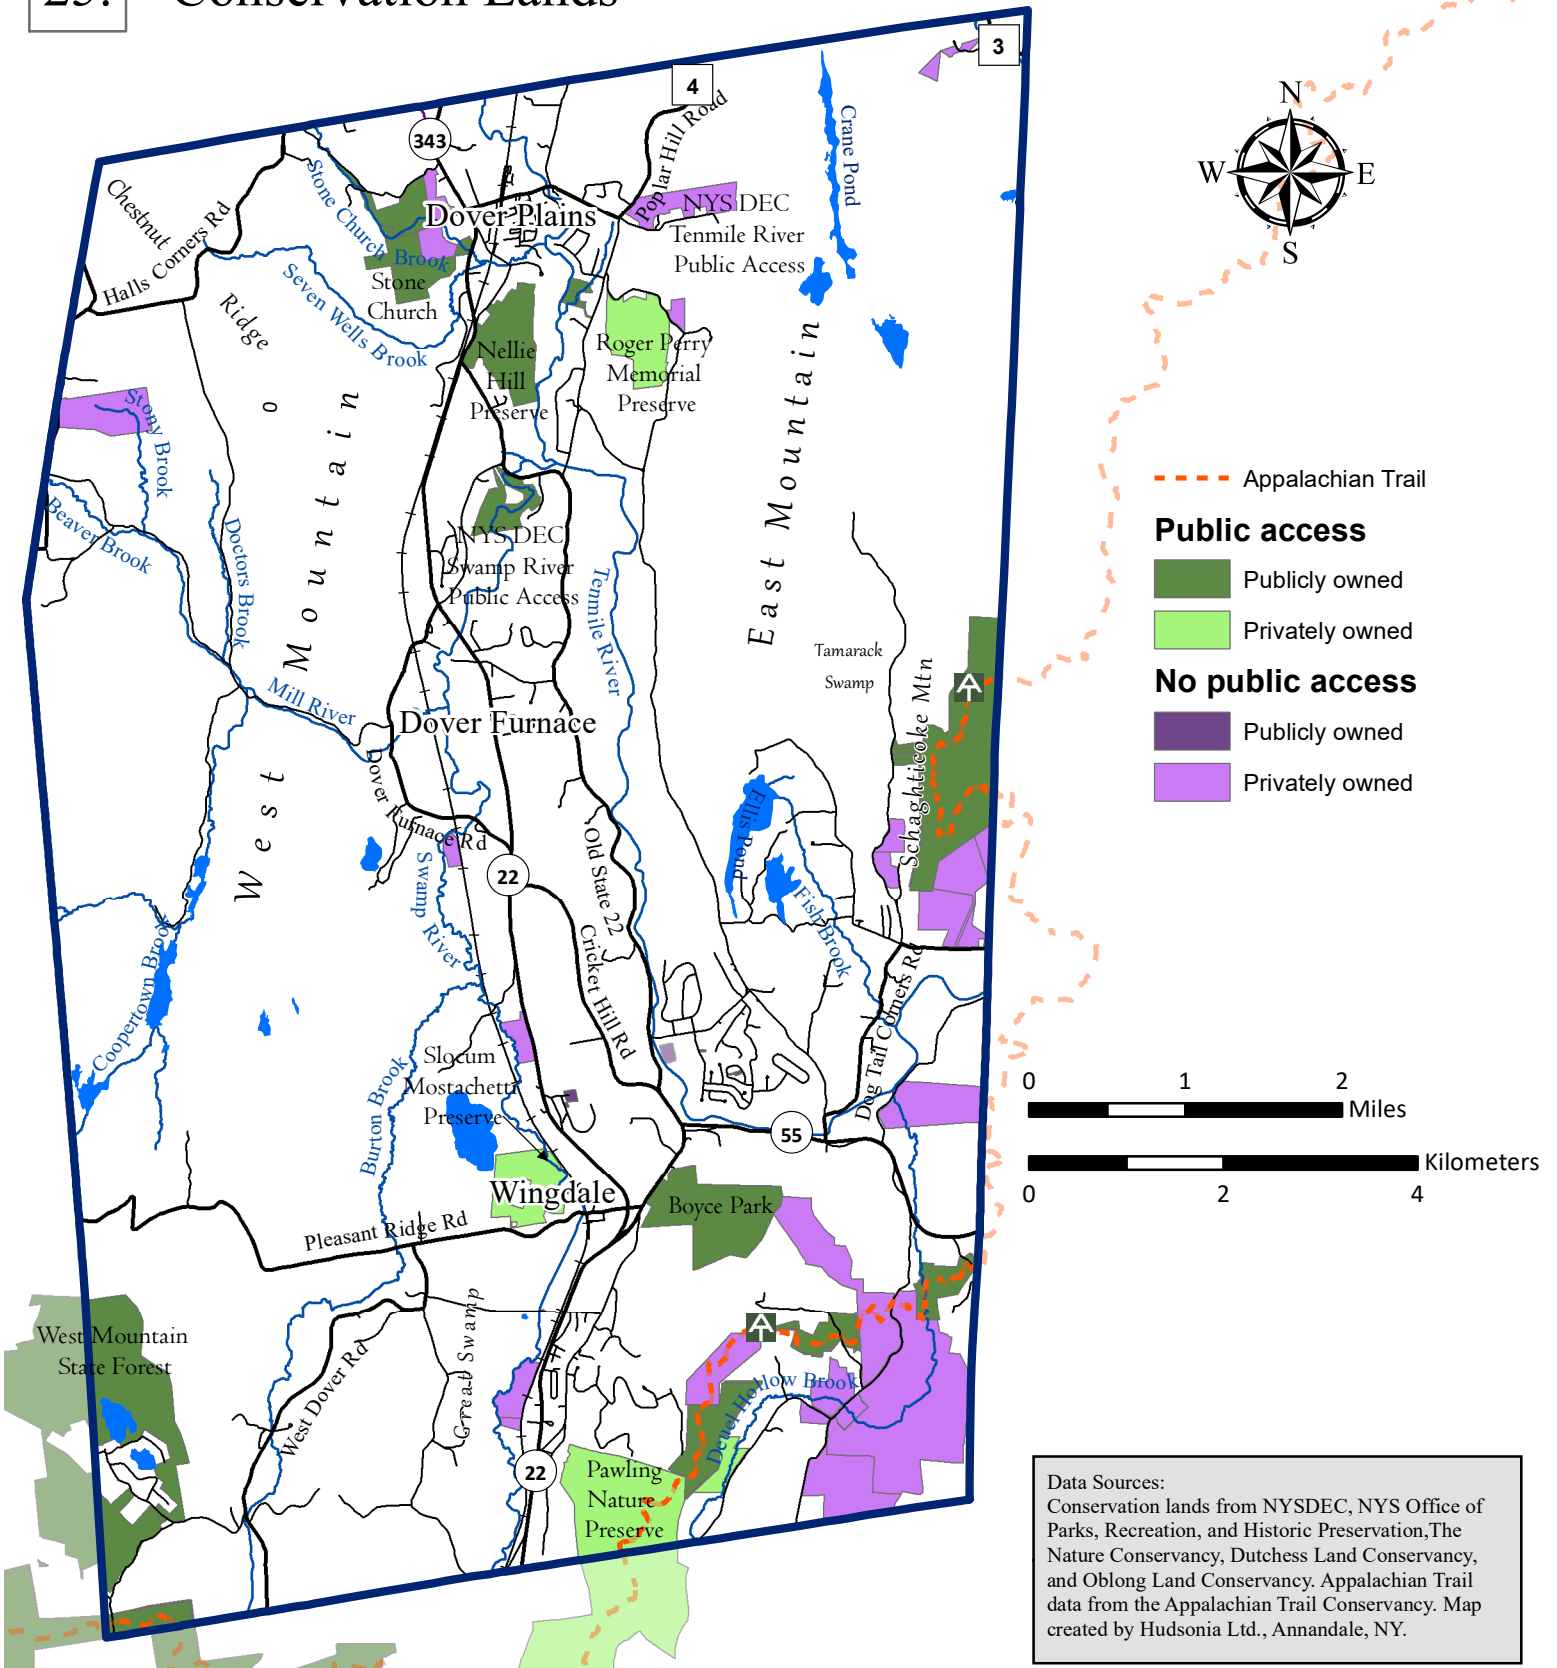 Conservation Lands
3
4
343
Poplar Hill Road
Crane Pond
N
W
E
S
Chestnut
Ridge
Halls Corners Rd
Stone Church Brook
Dover Plains
NYS DEC
Tenmile River
Public Access
Stone
Church
Seven Wells Brook
Nellie
Hill
Preserve
Roger Perry
Memorial
Preserve
Stony Brook
Beaver Brook
Doctors Brook
West Mountain
East Mountain
NYS DEC
Swamp River
Public Access
Tenmile River
Tamarack
Swamp
Schaghticoke Mtn
Mill River
Dover Furnace
Dover Furnace Rd
Ellis Pond
Fish Brook
22
Old State 22
Swamp River
Cricket Hill Rd
Dog Tail Corners Rd
Coopertown Brook
Burton Brook
Slocum
Mostachetti
Preserve
55
Wingdale
Boyce Park
Pleasant Ridge Rd
West Mountain
State Forest
West Dover Rd
Great Swamp
Deuel Hollow Brook
22
Pawling
Nature
Preserve
Appalachian Trail
Public access
Publicly owned
Privately owned
No public access
Publicly owned
Privately owned
0 1 2
Miles
Kilometers
0 2 4
Data Sources:
Conservation lands from NYSDEC, NYS Office of
Parks, Recreation, and Historic Preservation,The
Nature Conservancy, Dutchess Land Conservancy,
and Oblong Land Conservancy. Appalachian Trail
data from the Appalachian Trail Conservancy. Map
created by Hudsonia Ltd., Annandale, NY.